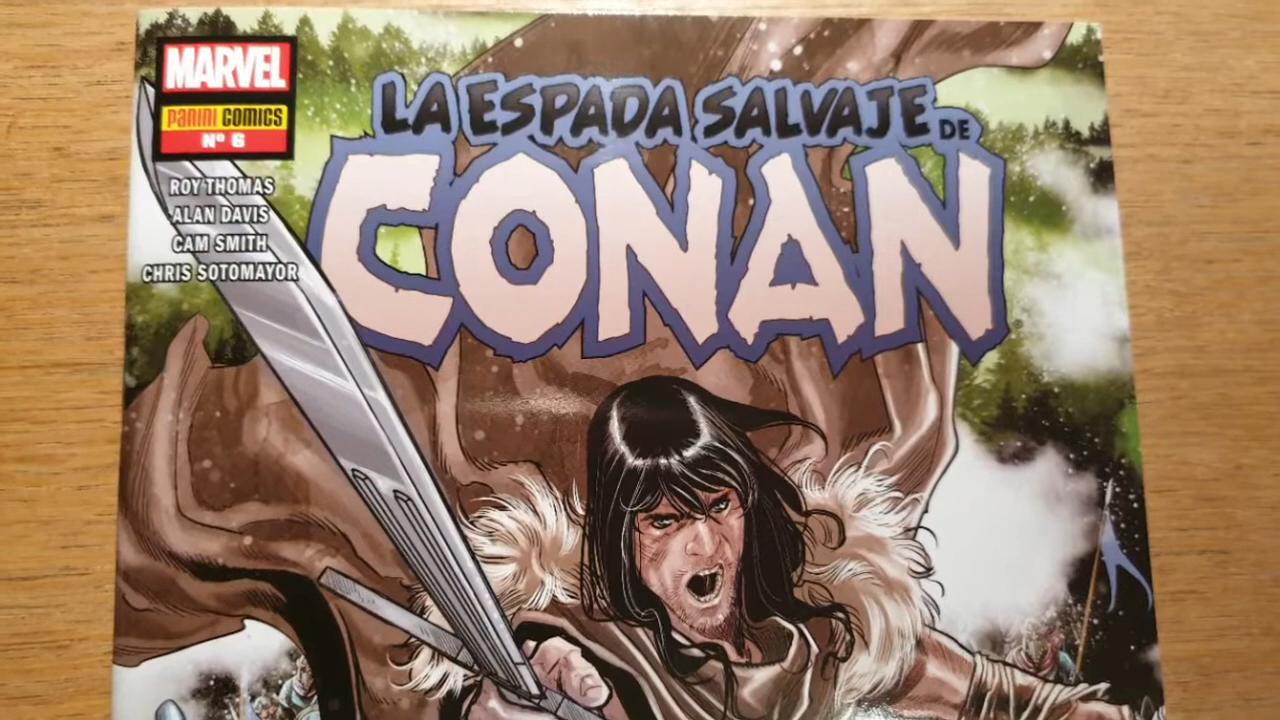 MARVEL
PANINI COMICS
Nº 6
ROY THOMAS
ALAN DAVIS
CAM SMITH
CHRIS SOTOMAYOR
LA ESPADA SALVAJE DE
CONAN